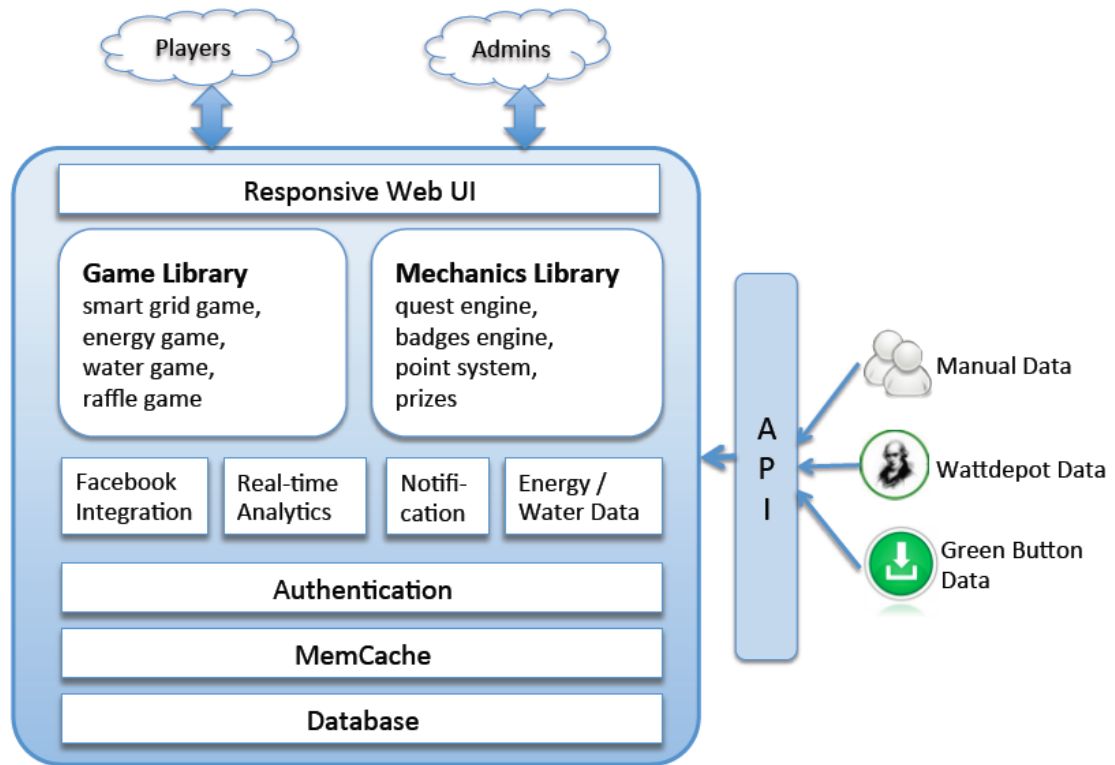 Players
Admins
Responsive Web UI
Game Library
smart grid game,
energy game,
water game,
raffle game
Mechanics Library
quest engine,
badges engine,
point system,
prizes
Facebook
Integration
Real-time
Analytics
Notifi-
cation
Energy /
Water Data
Authentication
MemCache
Database
A
P
I
Manual Data
Wattdepot Data
Green Button
Data